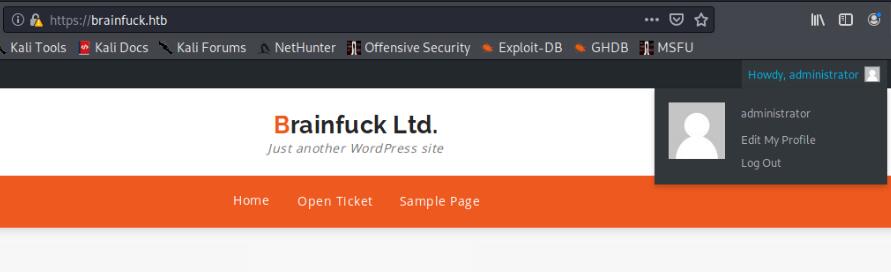 https://brainfuck.htb
Kali Tools Kali Docs Kali Forums NetHunter Offensive Security Exploit-DB GHDB MSFU
Howdy, administrator
Brainfuck Ltd.
Just another WordPress site
administrator
Edit My Profile
Log Out
Home Open Ticket Sample Page